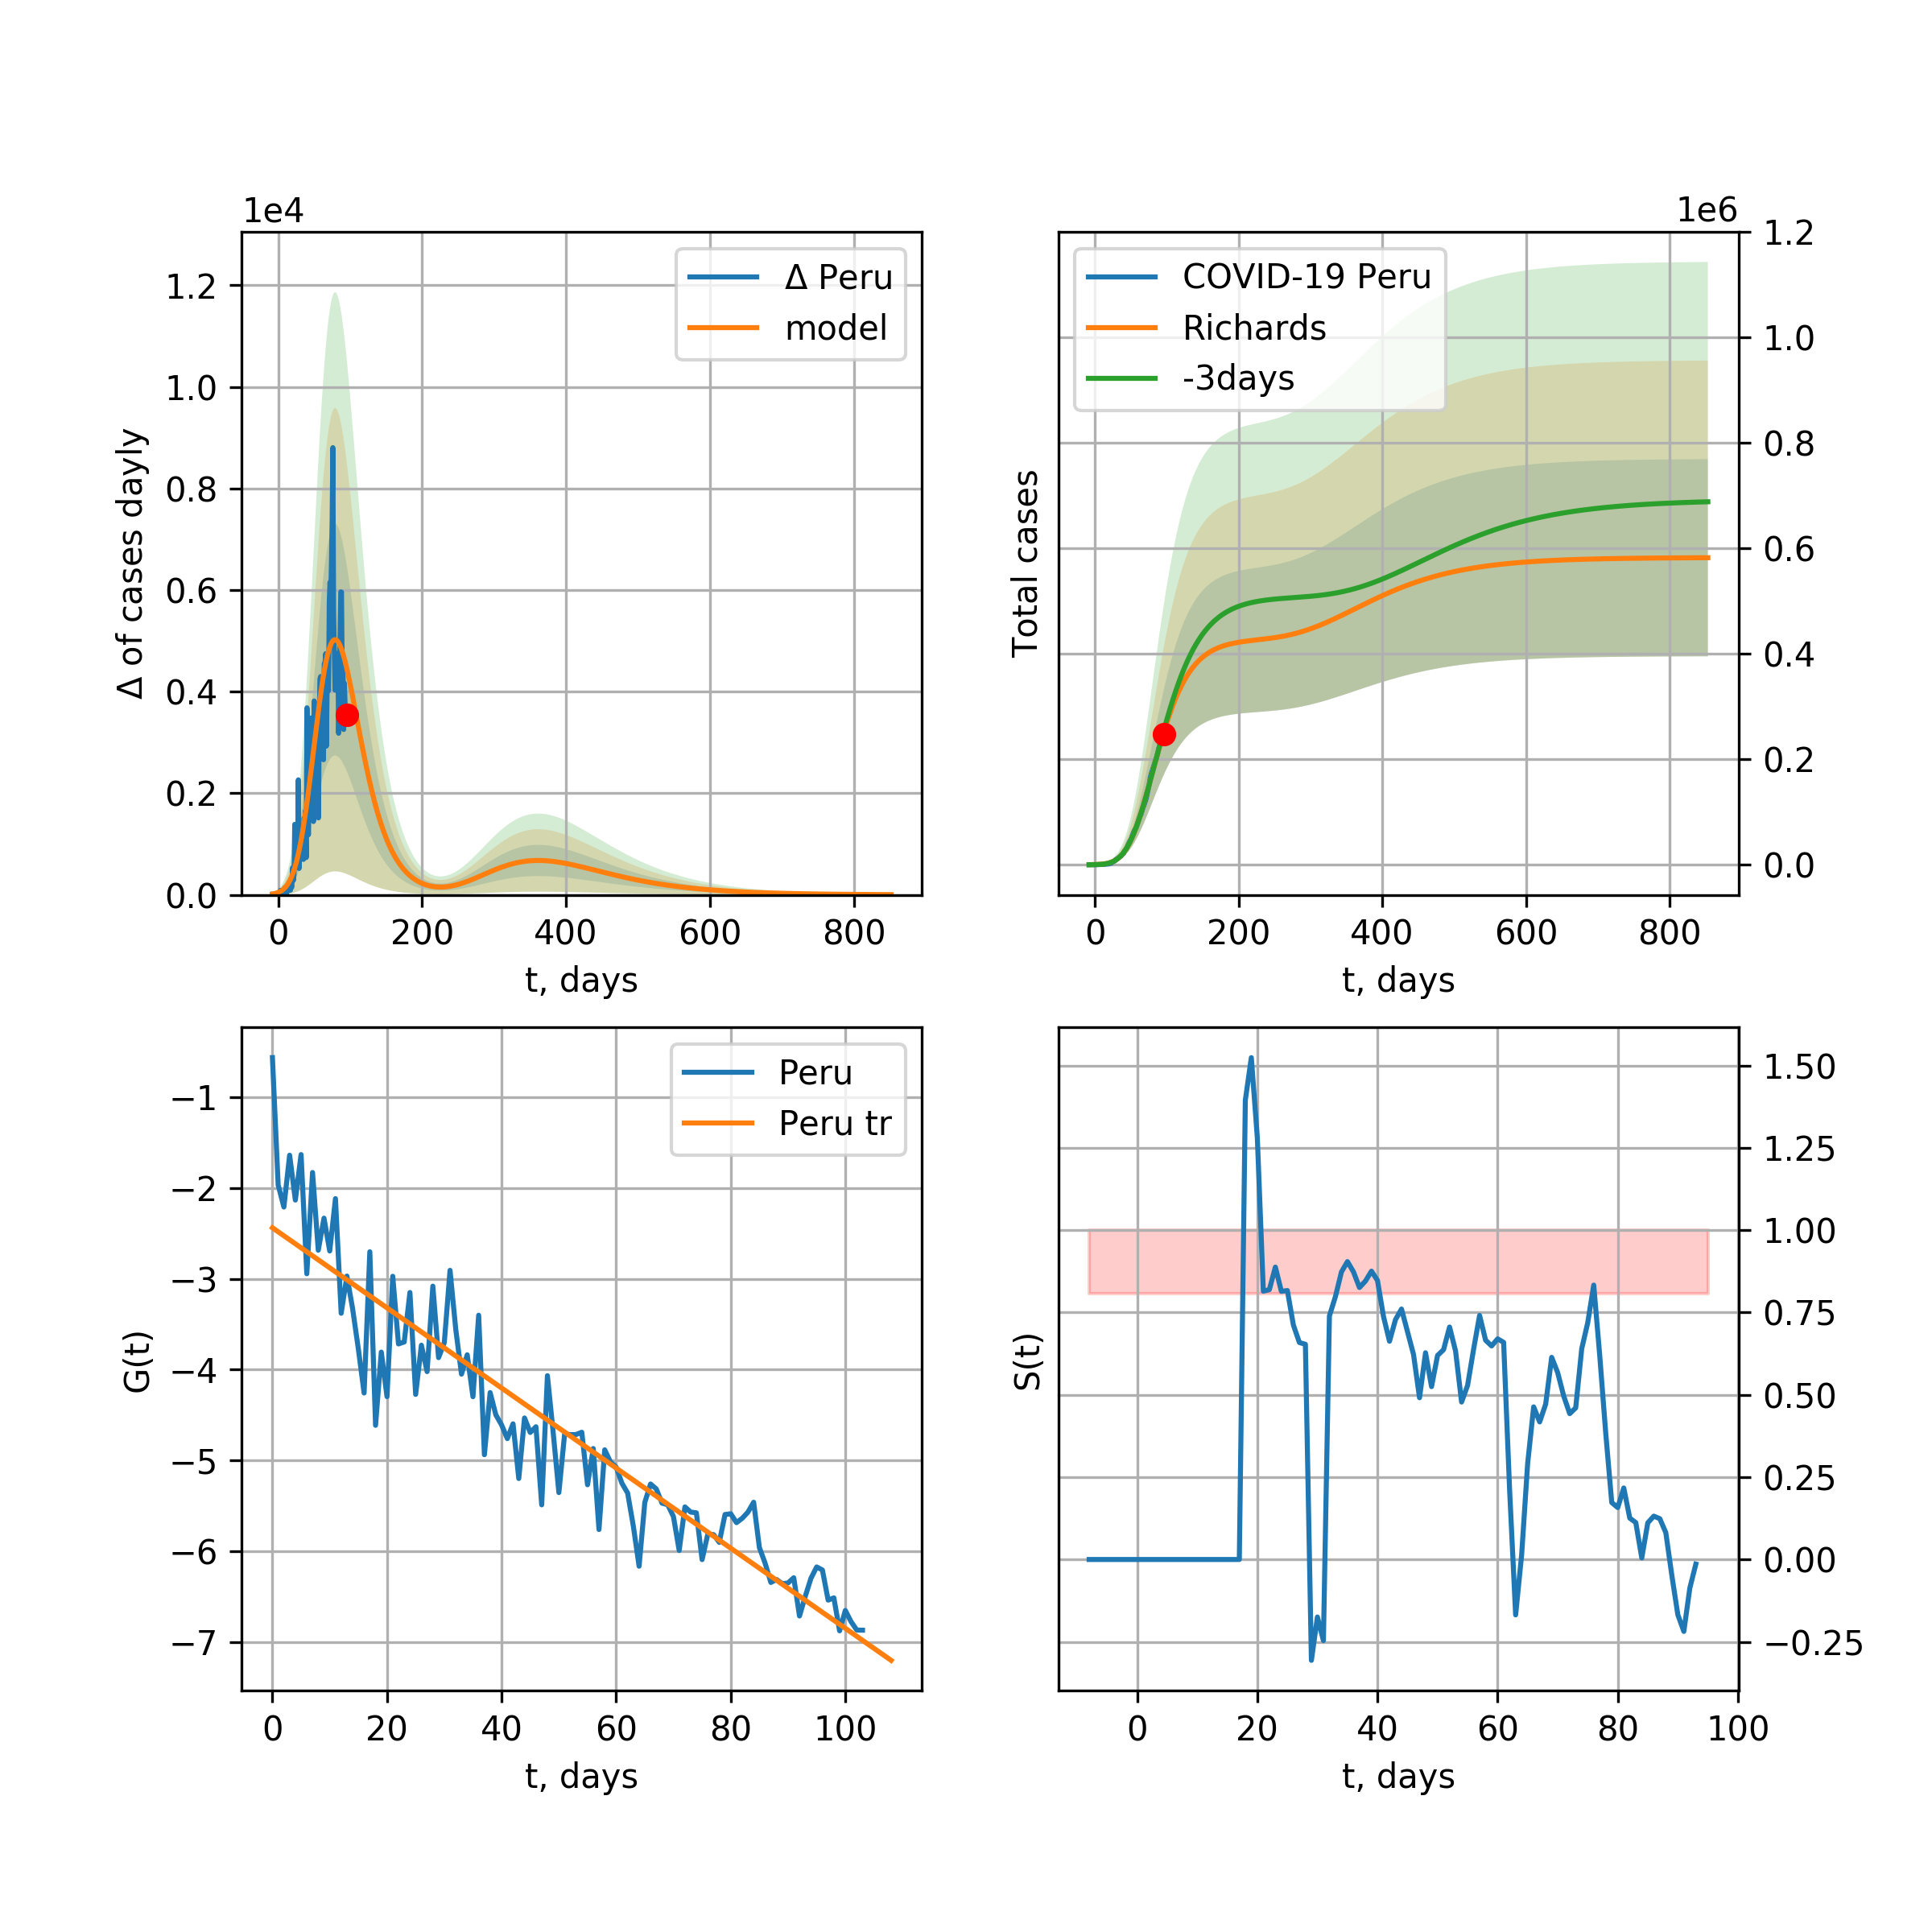 1e4
1e6
1.2
1.0
0.8
0.6
0.4
0.2
0.0
Δ of cases dayly
Δ Peru
model
0 200 400 600 800
t, days
COVID-19 Peru
Richards
-3days
Total cases
1.2
1.0
0.8
0.6
0.4
0.2
0.0
0 200 400 600 800
t, days
G(t)
−1
−2
−3
−4
−5
−6
−7
Peru
Peru tr
0 20 40 60 80 100
t, days
S(t)
1.50
1.25
1.00
0.75
0.50
0.25
0.00
−0.25
0 20 40 60 80 100
t, days